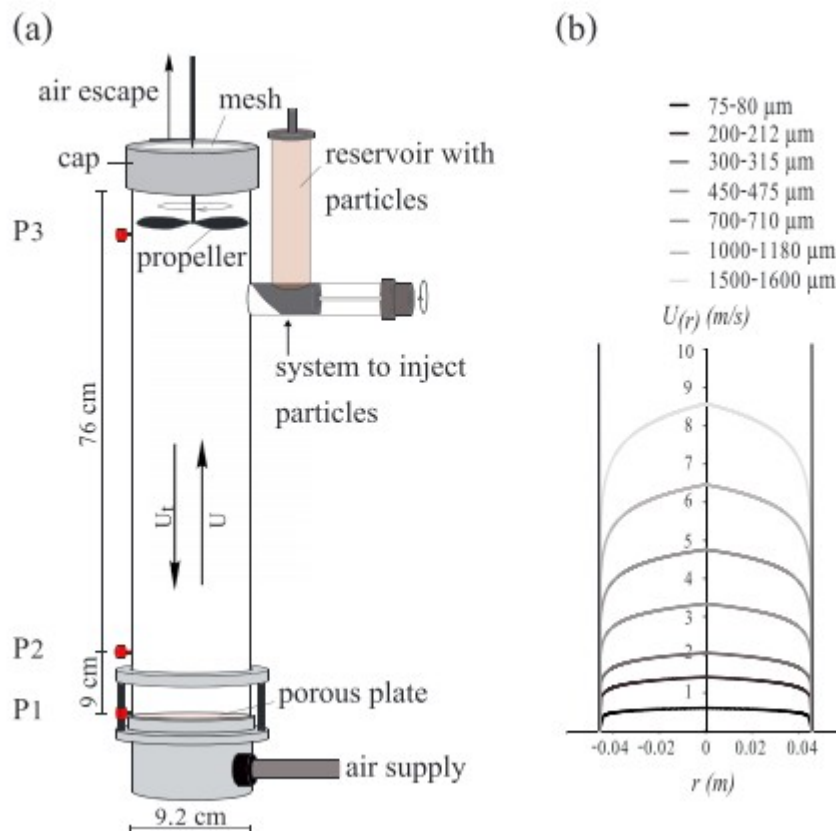 (a)
air escape
mesh
cap
reservoir with
particles
P3
propeller
system to inject
particles
76 cm
U_t
U
P2
9 cm
P1
porous plate
air supply
9.2 cm
(b)
75-80 µm
200-212 µm
300-315 µm
450-475 µm
700-710 µm
1000-1180 µm
1500-1600 µm
U(r) (m/s)
10
9
8
7
6
5
4
3
2
1
-0.04 -0.02 0 0.02 0.04
r (m)